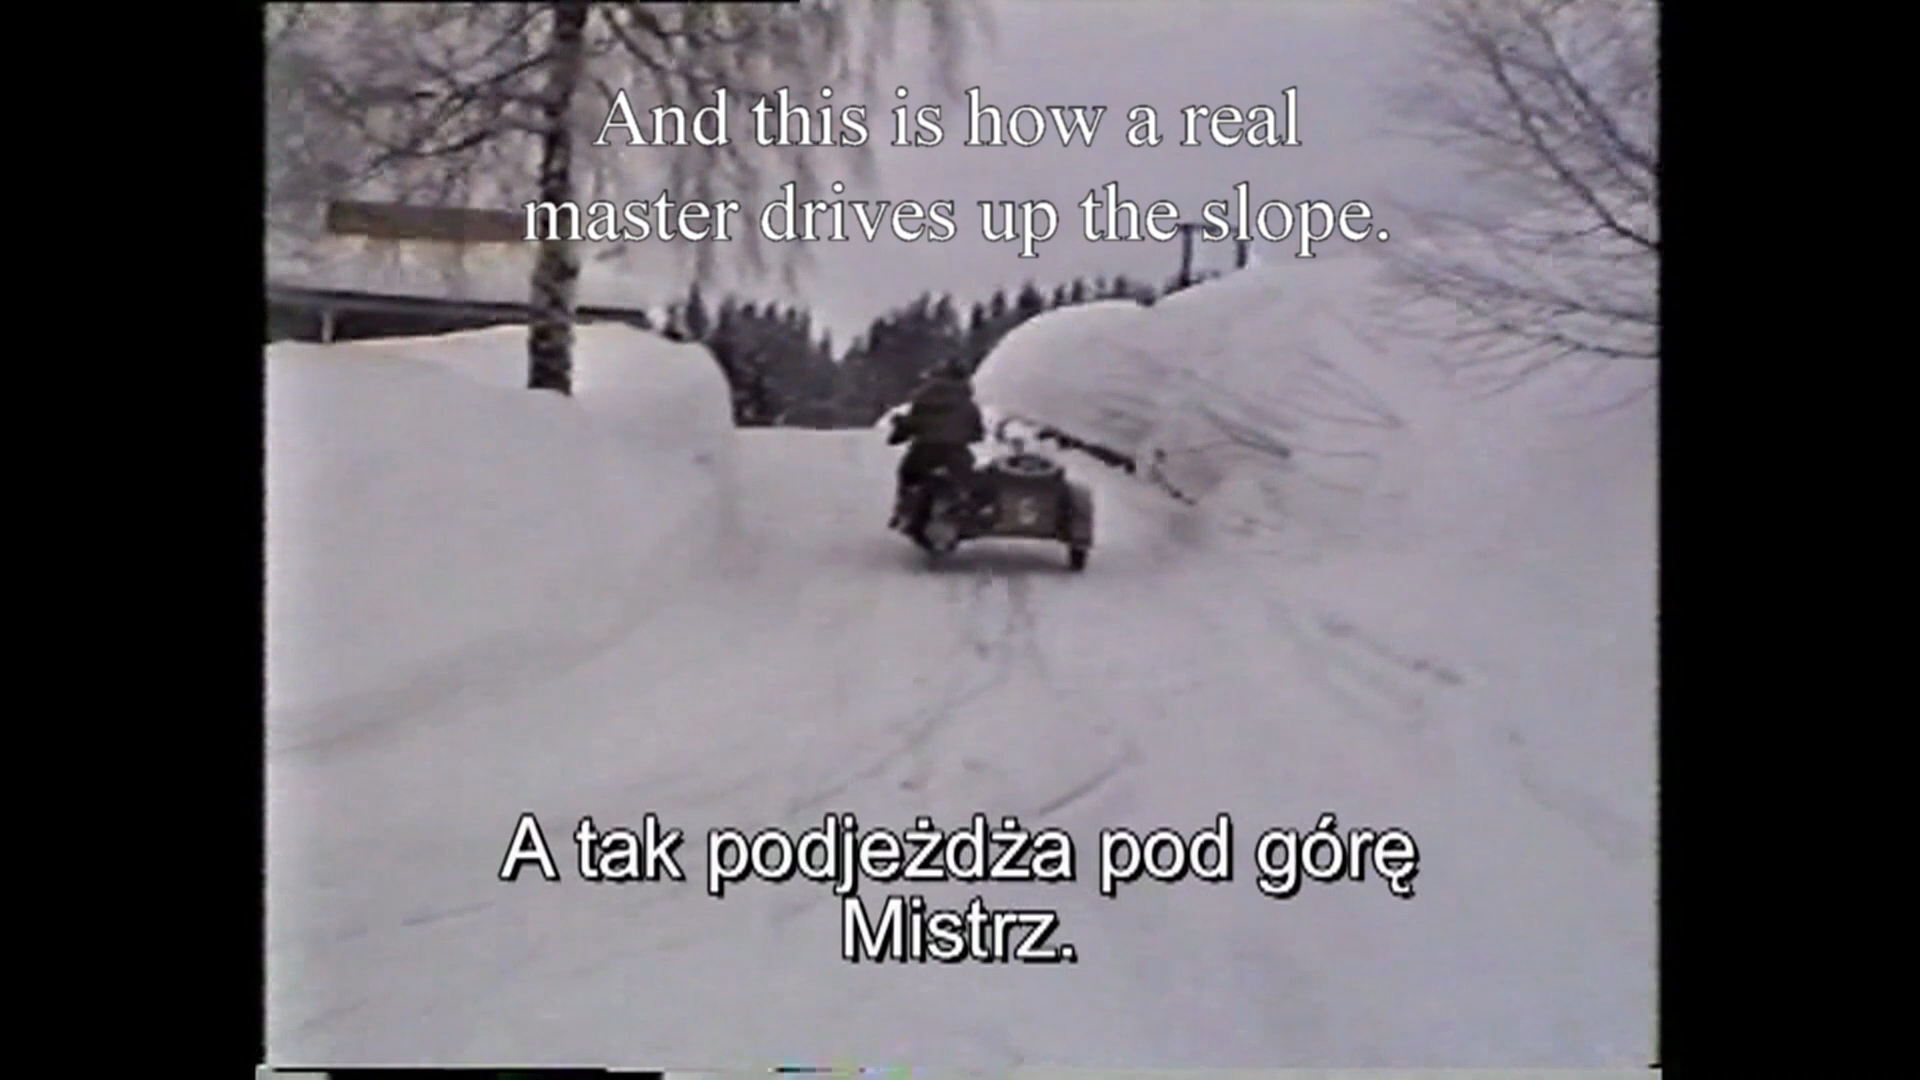 And this is how a real
master drives up the slope.
A tak podjeżdża pod górę
Mistrz.